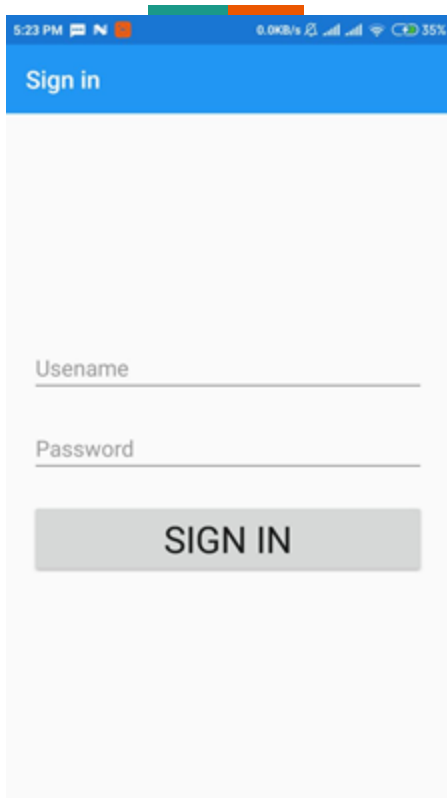 5:23 PM 0.0KB/s 35%
Sign in
Usename
Password
SIGN IN